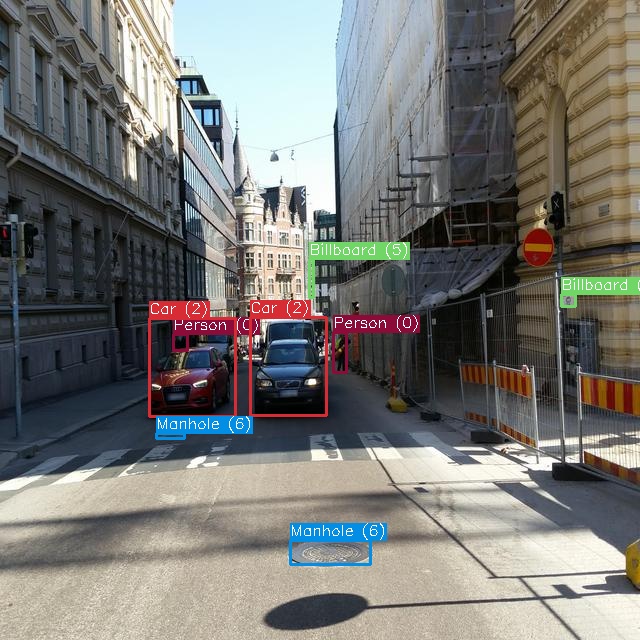 Billboard (5)
Billboard (
Car (2)
Car (2)
Person (0)
Person (0)
Manhole (6)
Manhole (6)